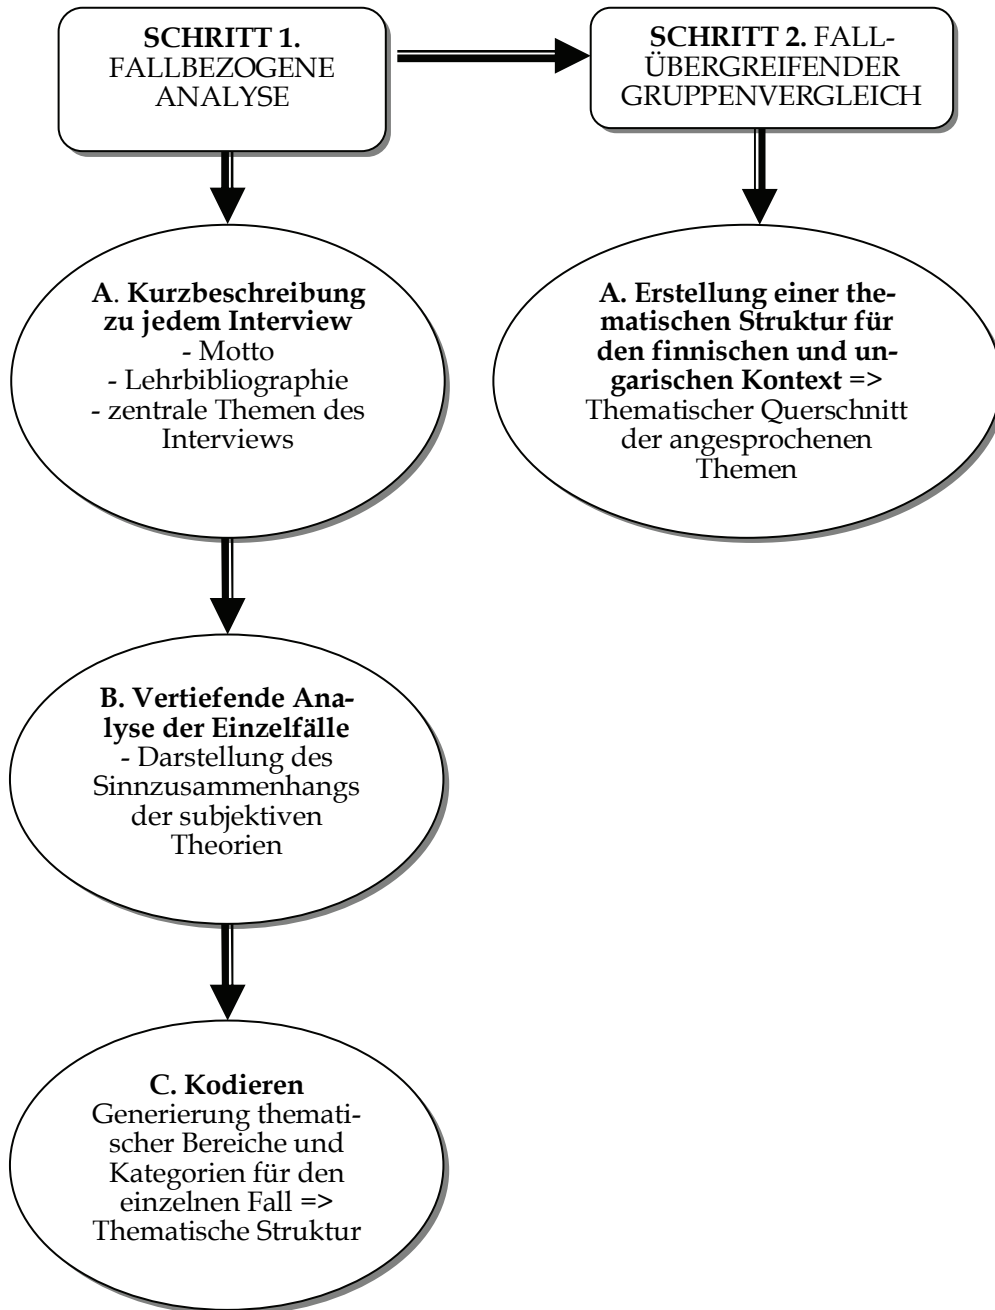 SCHRITT 1.
FALLBEZOGENE
ANALYSE
SCHRITT 2. FALL-
ÜBERGREIFENDER
GRUPPENVERGLEICH
A. Kurzbeschreibung
zu jedem Interview
- Motto
- Lehrbibliographie
- zentrale Themen des
Interviews
A. Erstellung einer the-
matischen Struktur für
den finnischen und un-
garischen Kontext =>
Thematischer Querschnitt
der angesprochenen
Themen
B. Vertiefende Ana-
lyse der Einzelfälle
- Darstellung des
Sinnzusammenhangs
der subjektiven
Theorien
C. Kodieren
Generierung themati-
scher Bereiche und
Kategorien für den
einzelnen Fall =>
Thematische Struktur